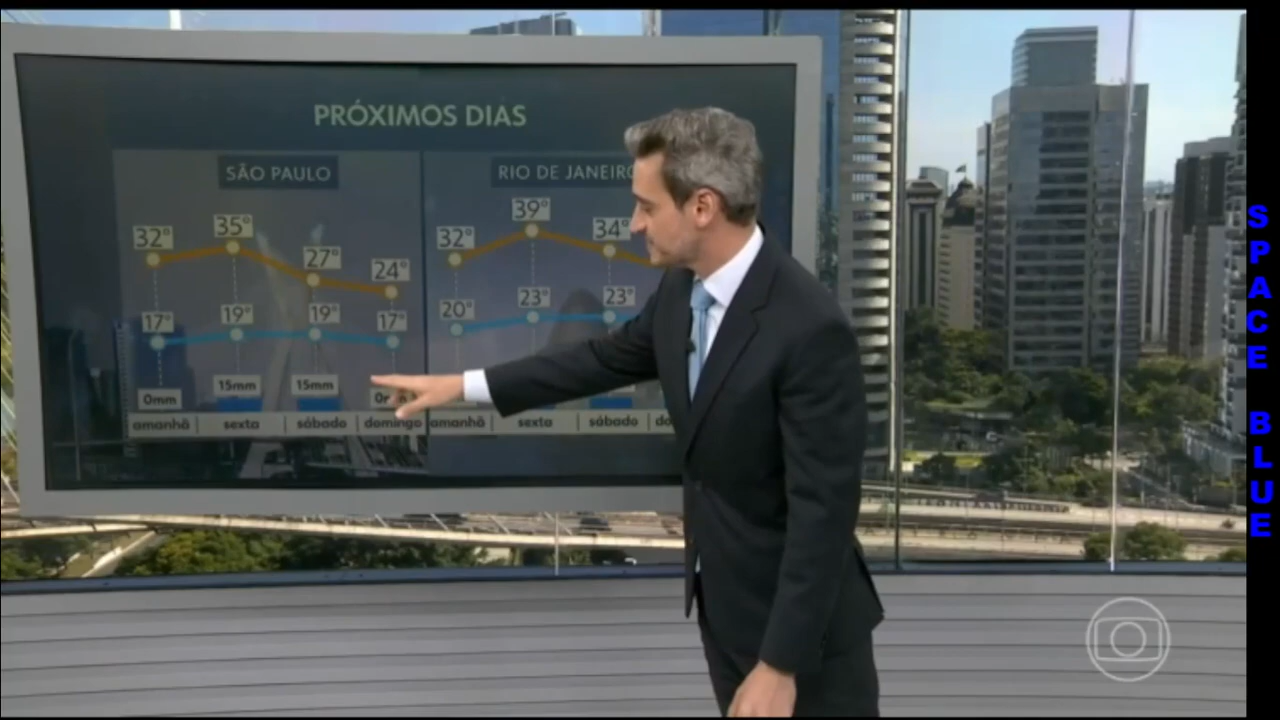 PRÓXIMOS DIAS
SÃO PAULO
RIO DE JANEIRO
32° 35° 27° 24°
17° 19° 19° 17°
0mm 15mm 15mm
amanhã sexta sábado domingo
32° 39° 34°
20° 23° 23°
amanhã sexta sábado
SPACE BLUE